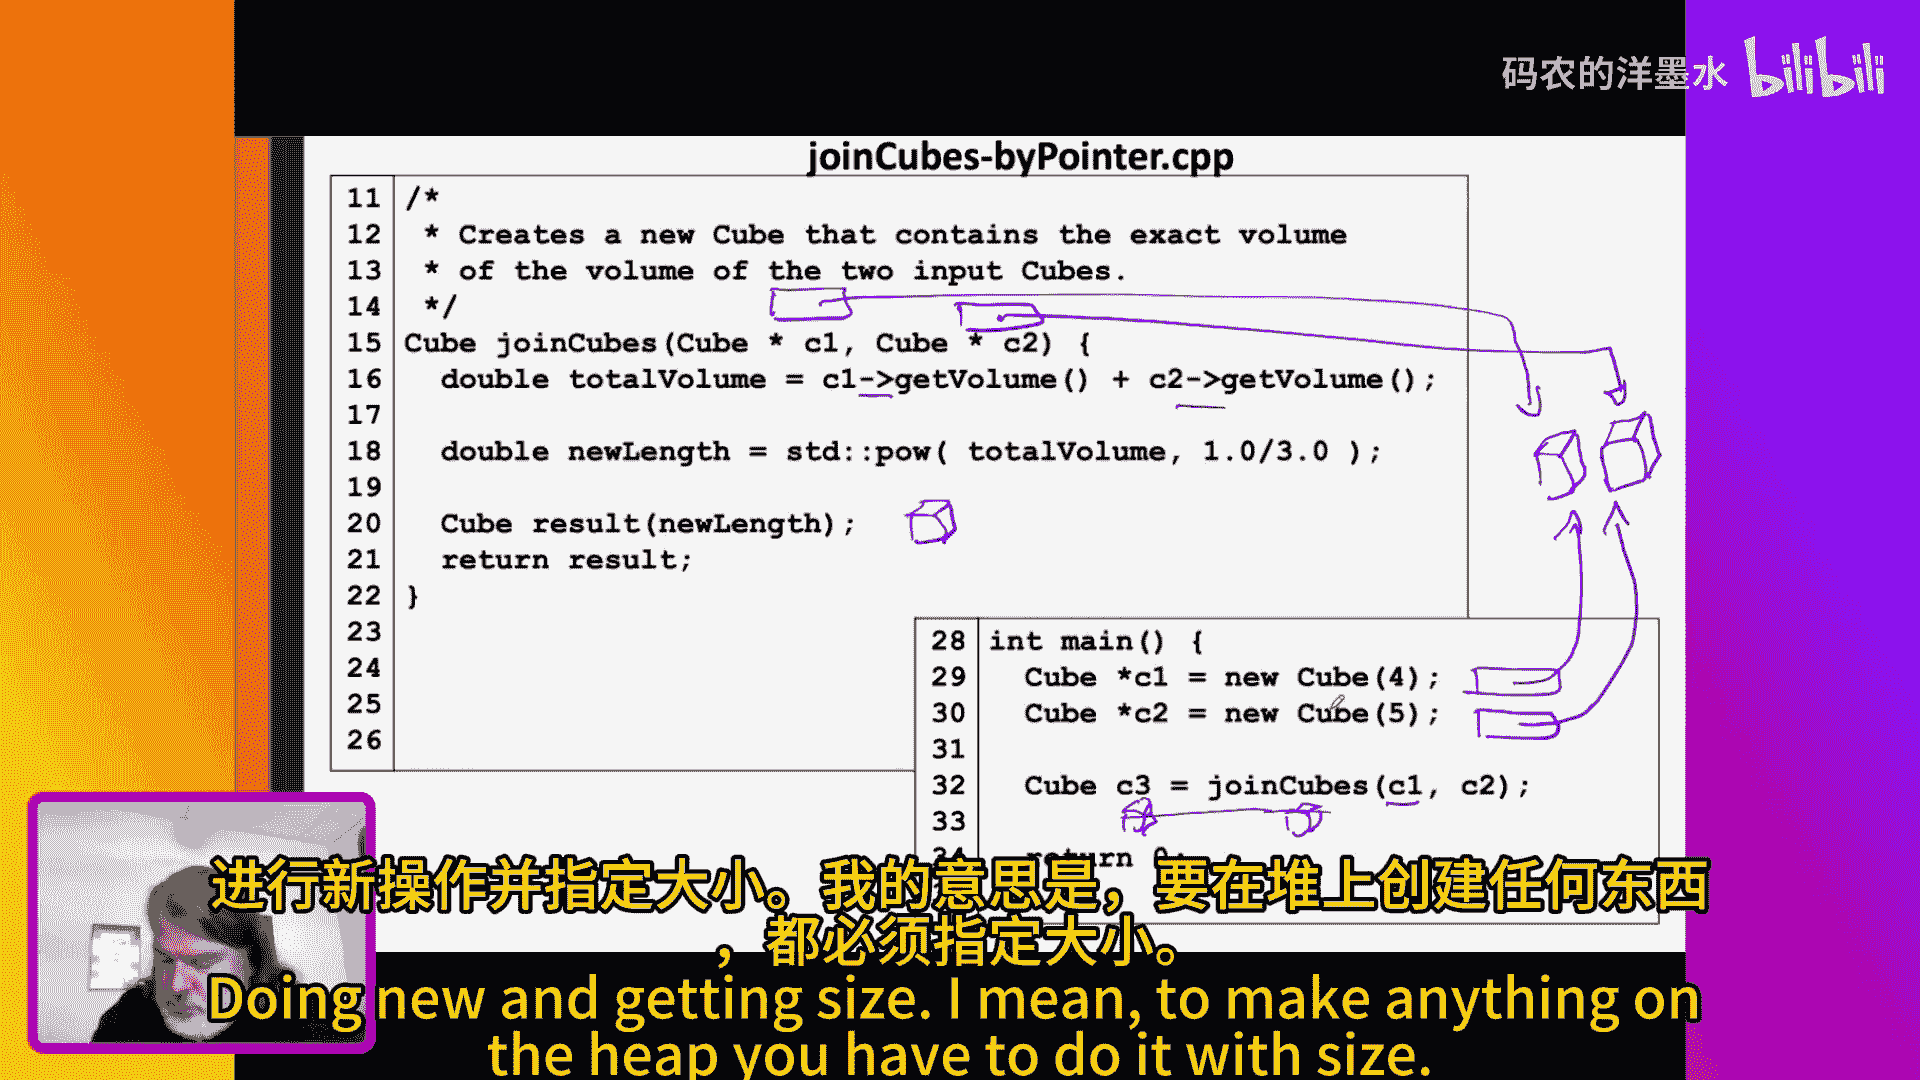 码农的洋墨水 bilibili
joinCubes-byPointer.cpp
11 /*
12 * Creates a new Cube that contains the exact volume
13 * of the volume of the two input Cubes.
14 */
15 Cube joinCubes(Cube * c1, Cube * c2) {
16 double totalVolume = c1->getVolume() + c2->getVolume();
17
18 double newLength = std::pow( totalVolume, 1.0/3.0 );
19
20 Cube result(newLength);
21 return result;
22 }
23
24
25
26
28 int main() {
29 Cube *c1 = new Cube(4);
30 Cube *c2 = new Cube(5);
31
32 Cube c3 = joinCubes(c1, c2);
33
34 return 0;
进行新操作并指定大小。我的意思是，要在堆上创建任何东西
，都必须指定大小。
Doing new and getting size. I mean, to make anything on
the heap you have to do it with size.